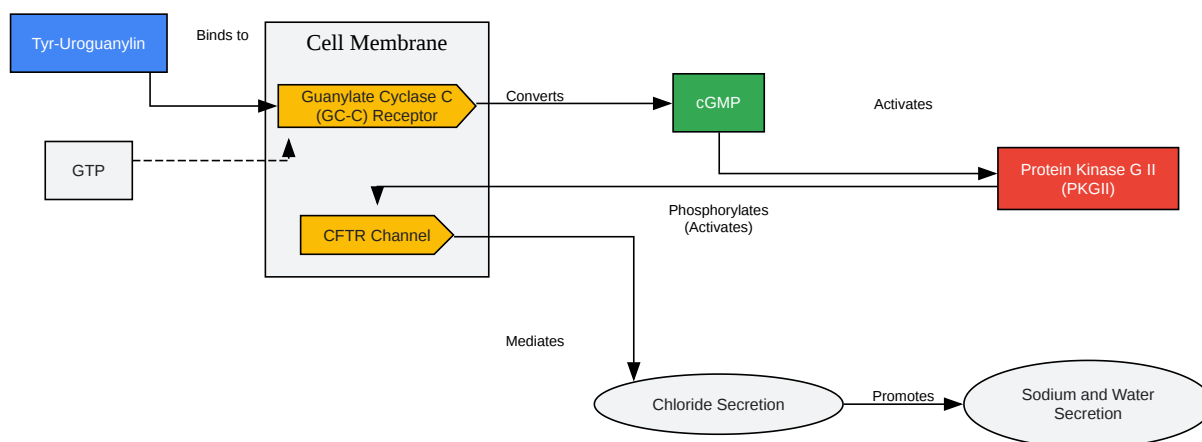 Tyr-Uroguanylin
Binds to
Cell Membrane
Guanylate Cyclase C
(GC-C) Receptor
Converts
cGMP
Activates
GTP
Protein Kinase G II
(PKGII)
Phosphorylates
(Activates)
CFTR Channel
Mediates
Chloride Secretion
Promotes
Sodium and Water
Secretion